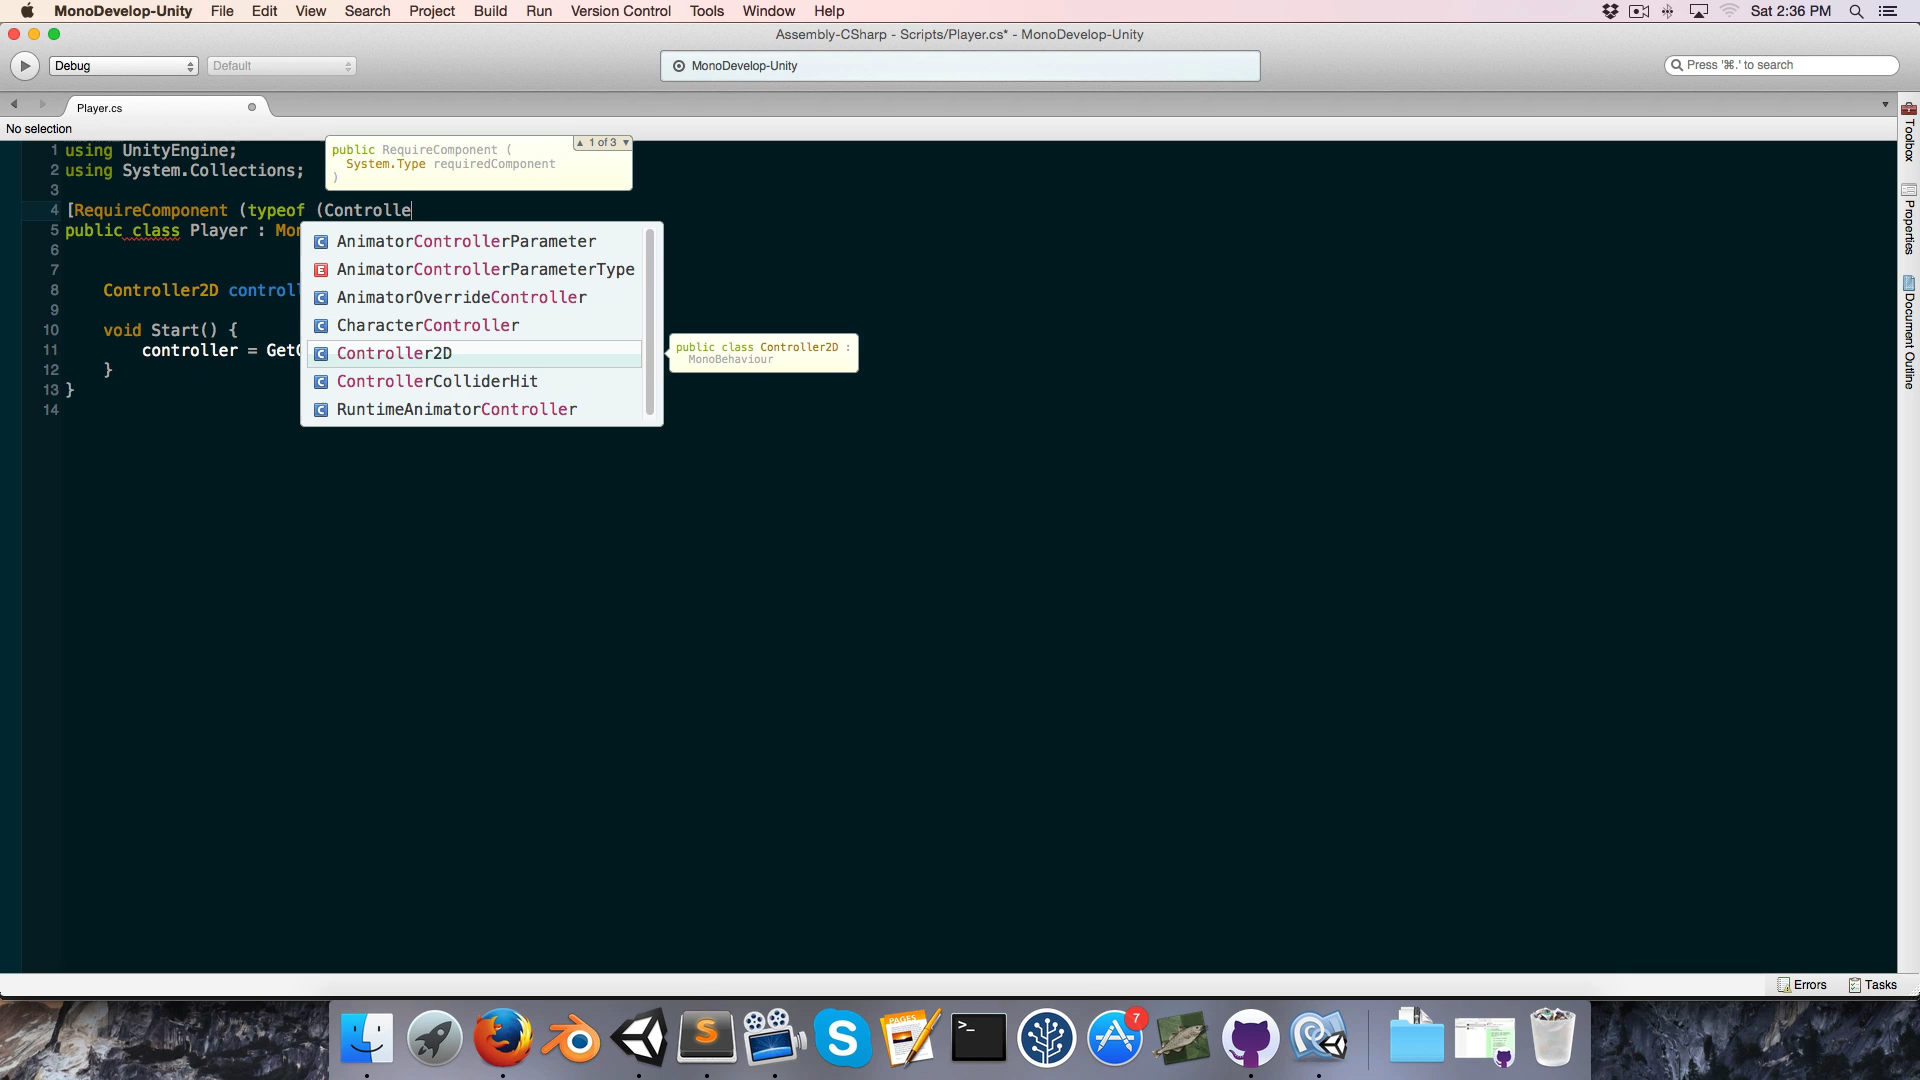 MonoDevelop-Unity File Edit View Search Project Build Run Version Control Tools Window Help Sat 2:36 PM
Assembly-CSharp - Scripts/Player.cs* - MonoDevelop-Unity
Debug Default MonoDevelop-Unity Press '⌘.' to search
Player.cs
No selection
1 using UnityEngine;
2 using System.Collections;
3
4 [RequireComponent (typeof (Controlle
5 public class Player : Mon
6
7
8 Controller2D controll
9
10 void Start() {
11 controller = GetC
12 }
13 }
14
1 of 3
public RequireComponent (
System.Type requiredComponent
)
AnimatorControllerParameter
AnimatorControllerParameterType
AnimatorOverrideController
CharacterController
Controller2D
ControllerColliderHit
RuntimeAnimatorController
public class Controller2D :
MonoBehaviour
Toolbox
Properties
Document Outline
Errors Tasks
PAGES
7